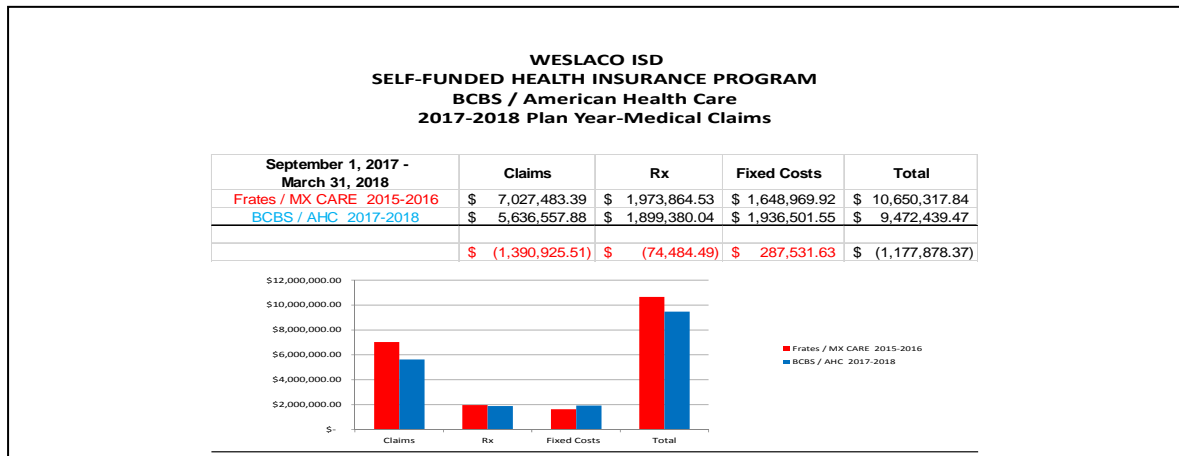 WESLACO ISD
SELF-FUNDED HEALTH INSURANCE PROGRAM
BCBS / American Health Care
2017-2018 Plan Year-Medical Claims
September 1, 2017 -
March 31, 2018
Claims Rx Fixed Costs Total
Frates / MX CARE 2015-2016 $ 7,027,483.39 $ 1,973,864.53 $ 1,648,969.92 $ 10,650,317.84
BCBS / AHC 2017-2018 $ 5,636,557.88 $ 1,899,380.04 $ 1,936,501.55 $ 9,472,439.47
$ (1,390,925.51) $ (74,484.49) $ 287,531.63 $ (1,177,878.37)
$12,000,000.00
$10,000,000.00
$8,000,000.00
$6,000,000.00
$4,000,000.00
$2,000,000.00
$-
Claims Rx Fixed Costs Total
Frates / MX CARE 2015-2016
BCBS / AHC 2017-2018